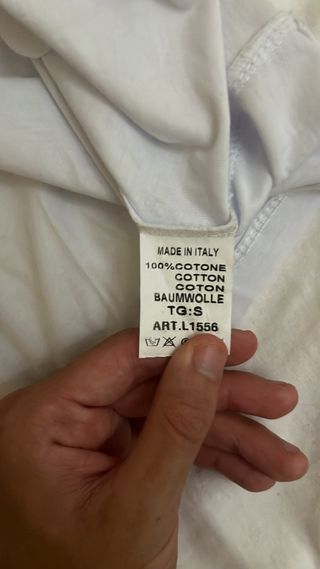 MADE IN ITALY
100%COTONE
COTTON
COTON
BAUMWOLLE
TG:S
ART.L1556